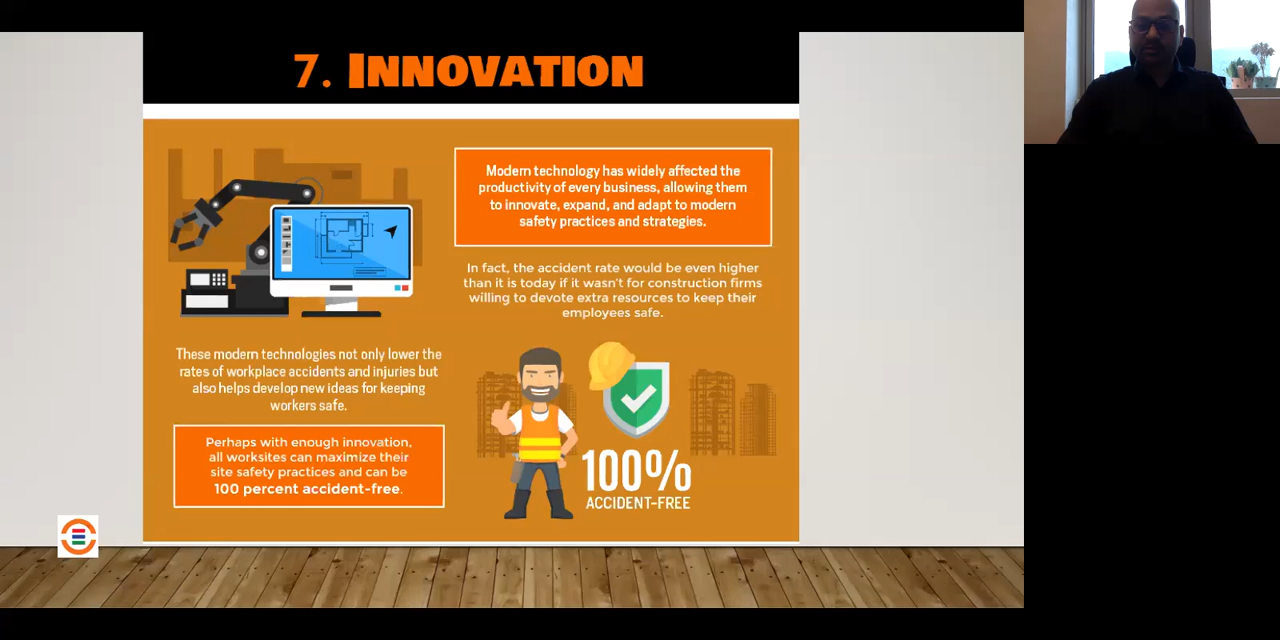 7. INNOVATION
Modern technology has widely affected the
productivity of every business, allowing them
to innovate, expand, and adapt to modern
safety practices and strategies.
In fact, the accident rate would be even higher
than it is today if it wasn't for construction firms
willing to devote extra resources to keep their
employees safe.
These modern technologies not only lower the
rates of workplace accidents and injuries but
also helps develop new ideas for keeping
workers safe.
Perhaps with enough innovation,
all worksites can maximize their
site safety practices and can be
100 percent accident-free.
100%
ACCIDENT-FREE